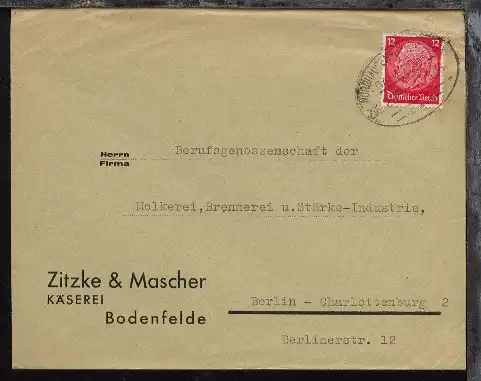 12 12
Deutsches Reich
Herrn
Firma
Berufsgenossenschaft der
Molkerei,Brennerei u.Stärke-Industrie,
Zitzke & Mascher
KÄSEREI
Bodenfelde
Berlin - Charlottenburg 2
Berlinerstr. 12